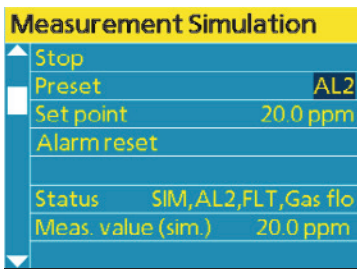 Measurement Simulation
Stop
Preset AL2
Set point 20.0 ppm
Alarm reset
Status SIM,AL2,FLT,Gas flo
Meas. value (sim.) 20.0 ppm